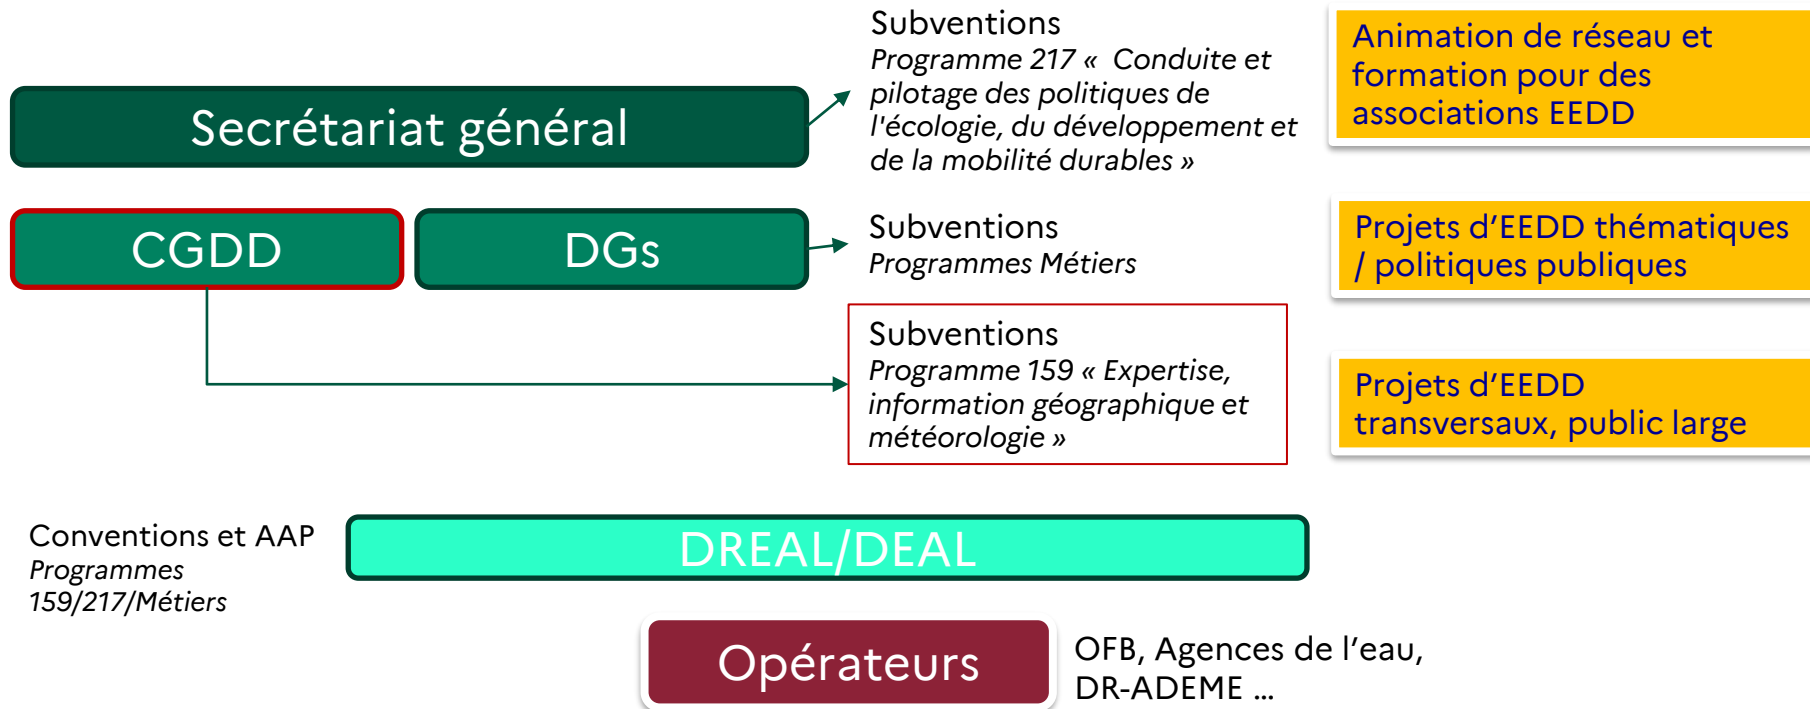 Secrétariat général
Subventions
Programme 217 «  Conduite et
pilotage des politiques de
l'écologie, du développement et
de la mobilité durables »
Animation de réseau et
formation pour des
associations EEDD
CGDD
DGs
Subventions
Programmes Métiers
Projets d’EEDD thématiques
/ politiques publiques
Subventions
Programme 159 « Expertise,
information géographique et
météorologie »
Projets d’EEDD
transversaux, public large
Conventions et AAP
Programmes
159/217/Métiers
DREAL/DEAL
Opérateurs
OFB, Agences de l’eau,
DR-ADEME ...